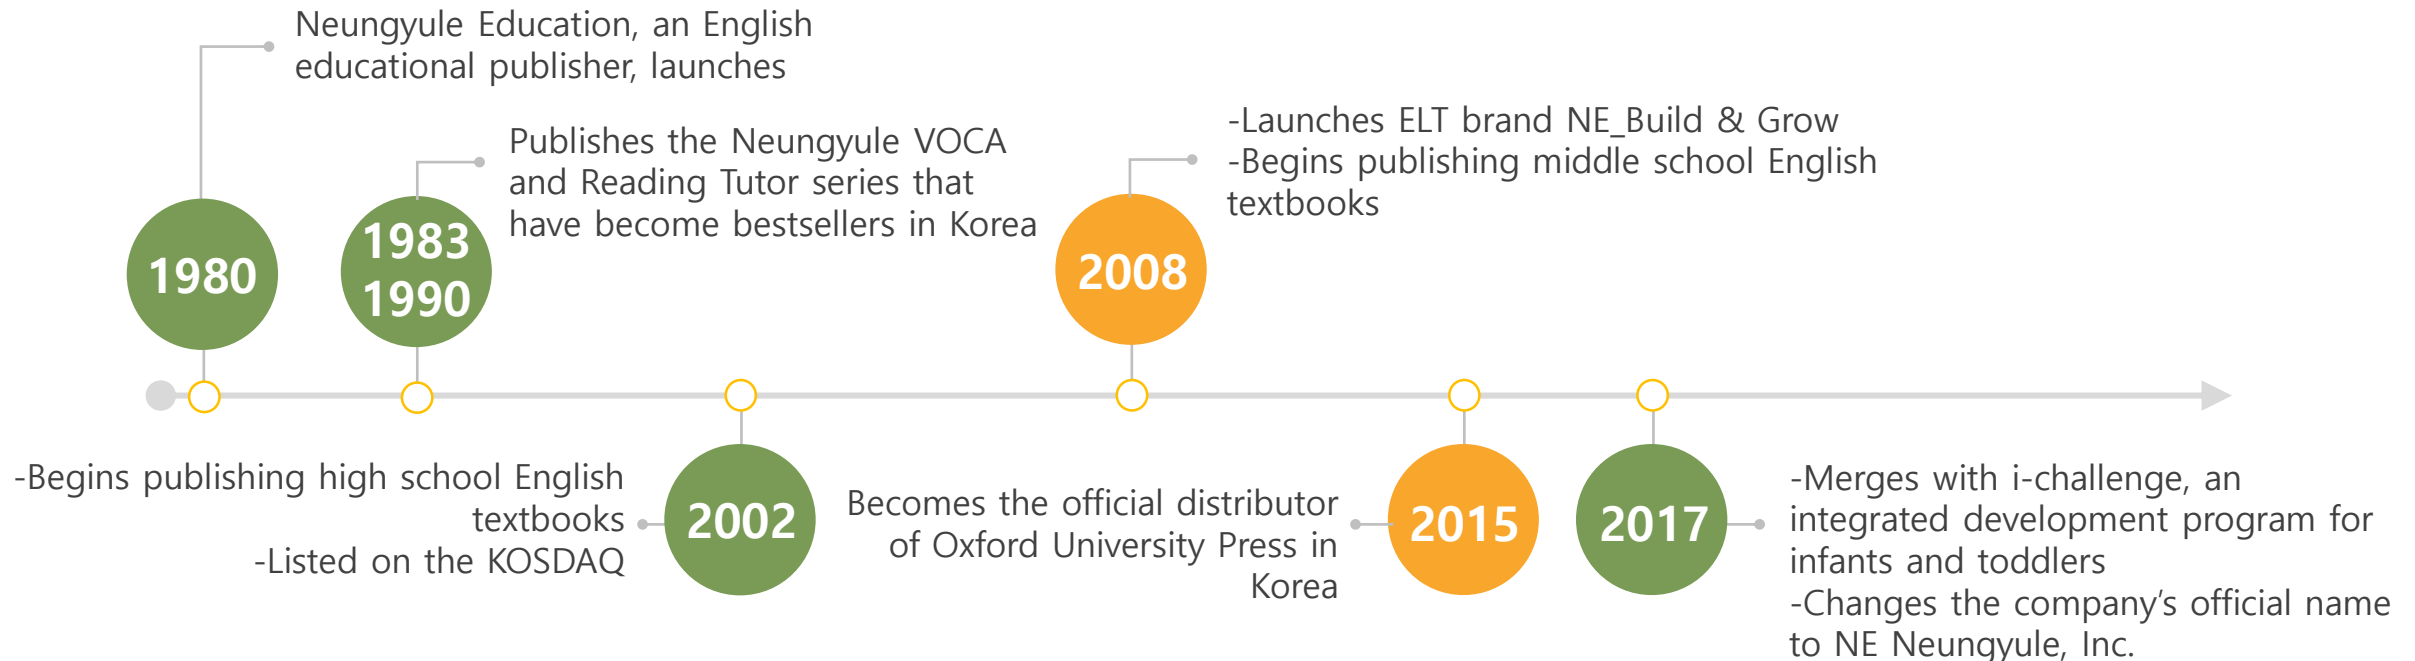 Neungyule Education, an English
educational publisher, launches
1980
Publishes the Neungyule VOCA
and Reading Tutor series that
have become bestsellers in Korea
1983
1990
-Begins publishing high school English
textbooks
-Listed on the KOSDAQ
2002
-Launches ELT brand NE_Build & Grow
-Begins publishing middle school English
textbooks
2008
Becomes the official distributor
of Oxford University Press in
Korea
2015
2017
-Merges with i-challenge, an
integrated development program for
infants and toddlers
-Changes the company’s official name
to NE Neungyule, Inc.